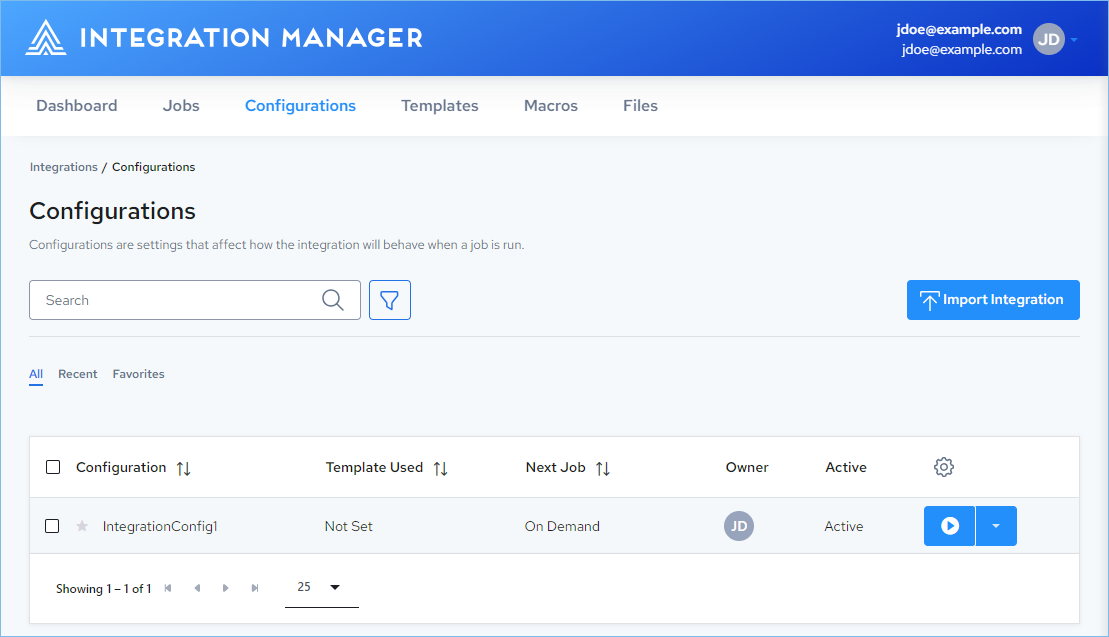 INTEGRATION MANAGER
jdoe@example.com
jdoe@example.com
JD
Dashboard Jobs Configurations Templates Macros Files
Integrations / Configurations
Configurations
Configurations are settings that affect how the integration will behave when a job is run.
Search
Import Integration
All Recent Favorites
Configuration Template Used Next Job Owner Active
IntegrationConfig1 Not Set On Demand JD Active
Showing 1 – 1 of 1 25